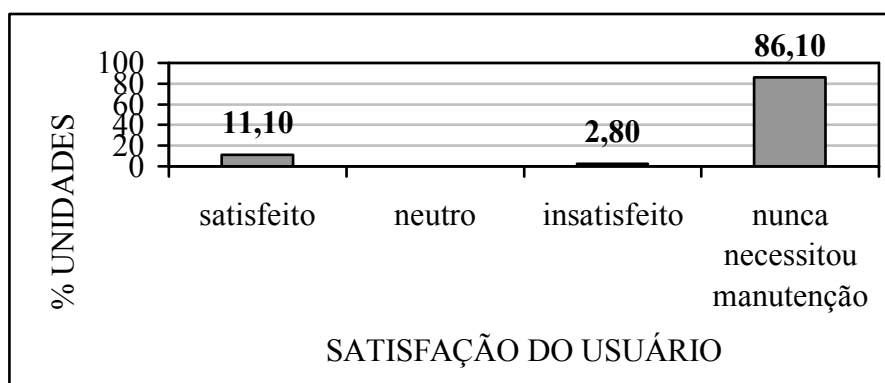 86,10
100
80
60
40
20
0
11,10
2,80
% UNIDADES
satisfeito
neutro
insatisfeito
nunca
necessitou
manutenção
SATISFAÇÃO DO USUÁRIO